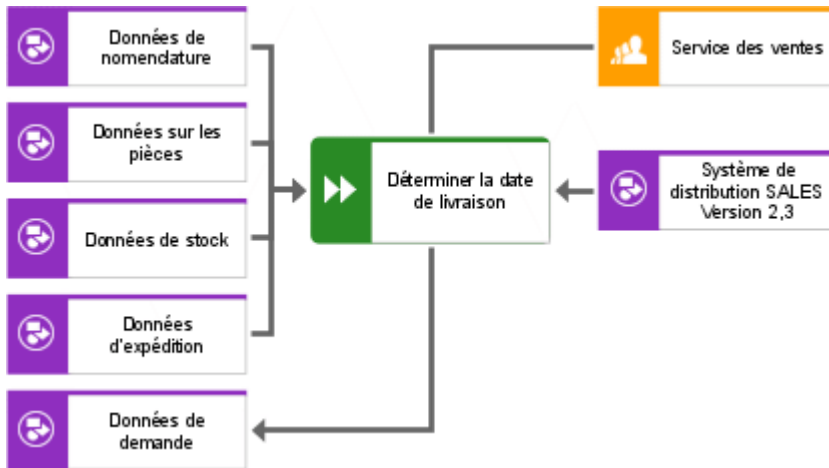 Données de
nomenclature
Données sur les
pièces
Données de stock
Données
d'expédition
Données de
demande
Déterminer la date
de livraison
Service des ventes
Système de
distribution SALES
Version 2,3